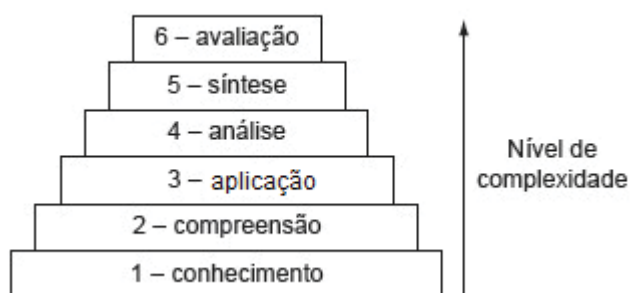 6 – avaliação
5 – síntese
4 – análise
3 – aplicação
2 – compreensão
1 – conhecimento
Nível de
complexidade